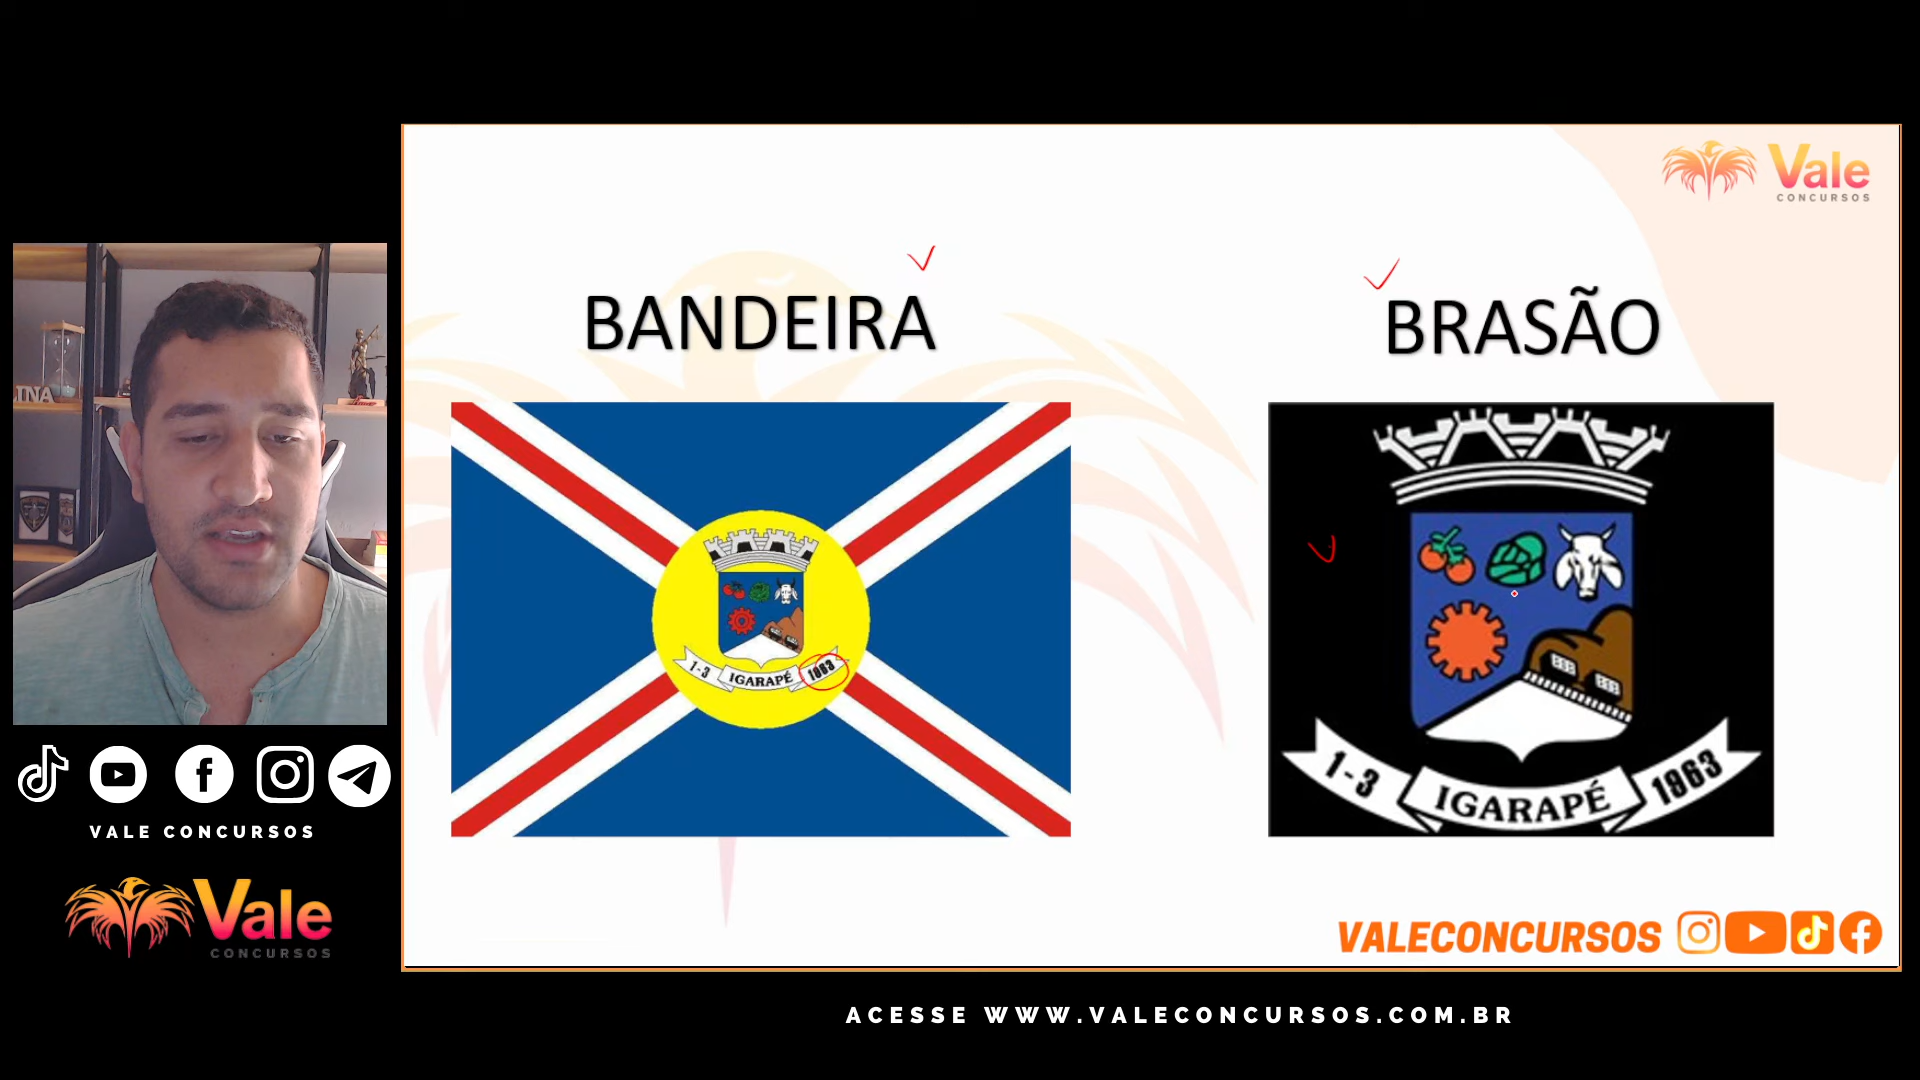 Vale
CONCURSOS
BANDEIRA
BRASÃO
INA
1-3
IGARAPÉ
1963
1-3
IGARAPÉ
1963
VALE CONCURSOS
Vale
CONCURSOS
VALECONCURSOS
ACESSE WWW.VALECONCURSOS.COM.BR